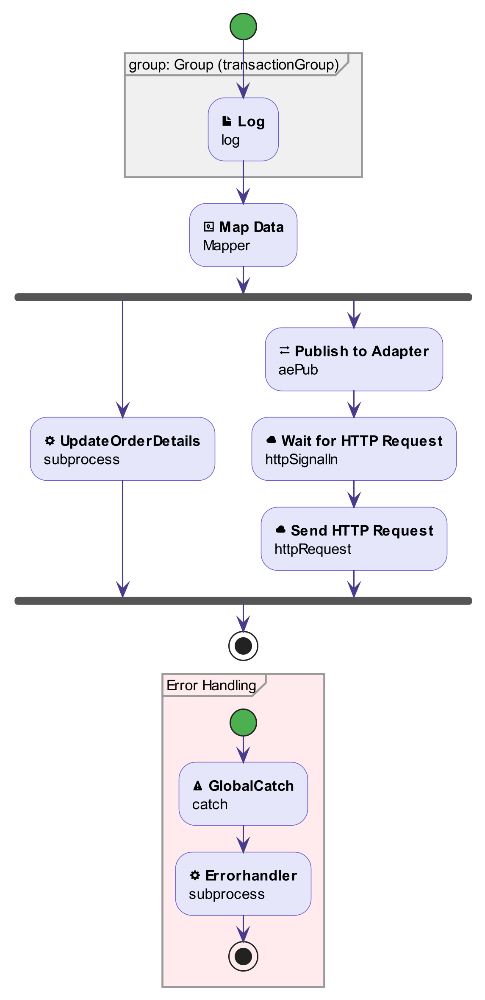 group: Group (transactionGroup)
Log
log
Map Data
Mapper
Publish to Adapter
aePub
UpdateOrderDetails
subprocess
Wait for HTTP Request
httpSignalIn
Send HTTP Request
httpRequest
Error Handling
GlobalCatch
catch
Errorhandler
subprocess